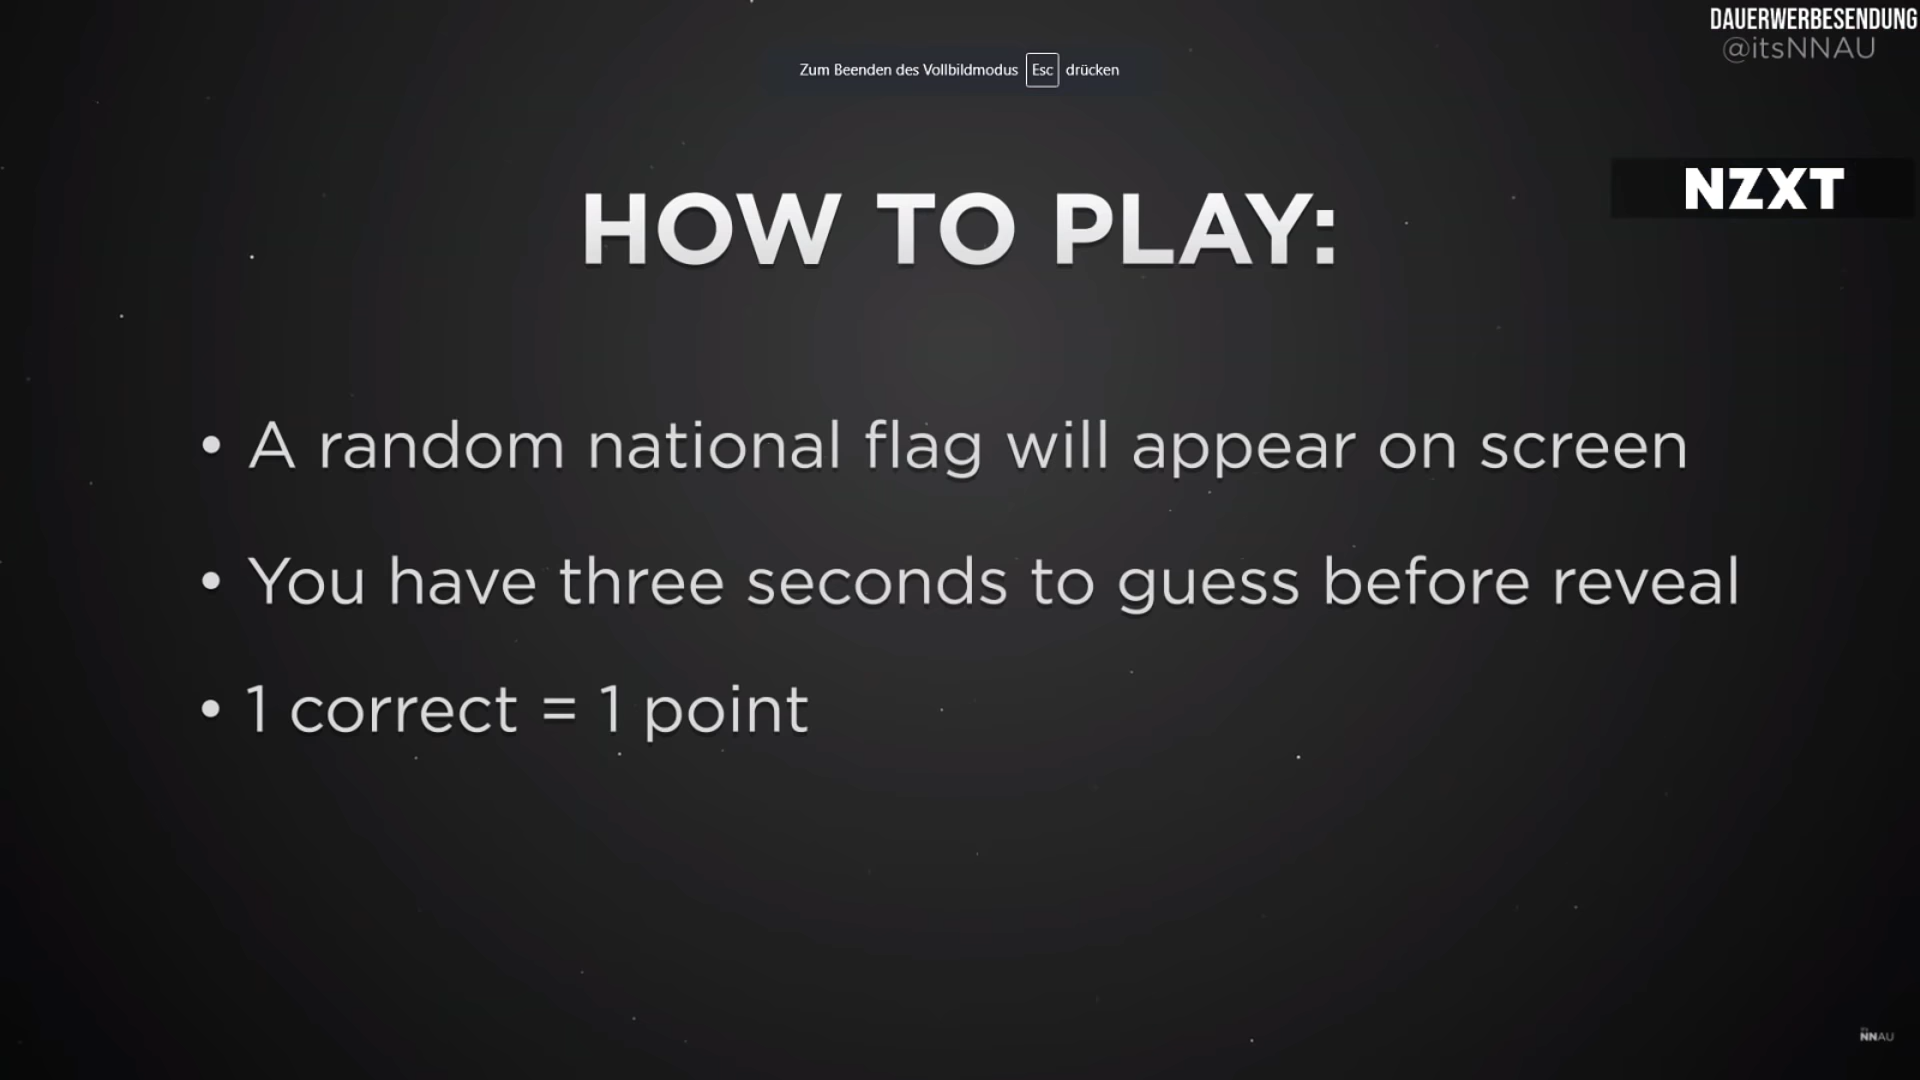 DAUERWERBESENDUNG
@itsNNAU
Zum Beenden des Vollbildmodus Esc drücken
NZXT
HOW TO PLAY:
• A random national flag will appear on screen
• You have three seconds to guess before reveal
• 1 correct = 1 point
it's
NNAU